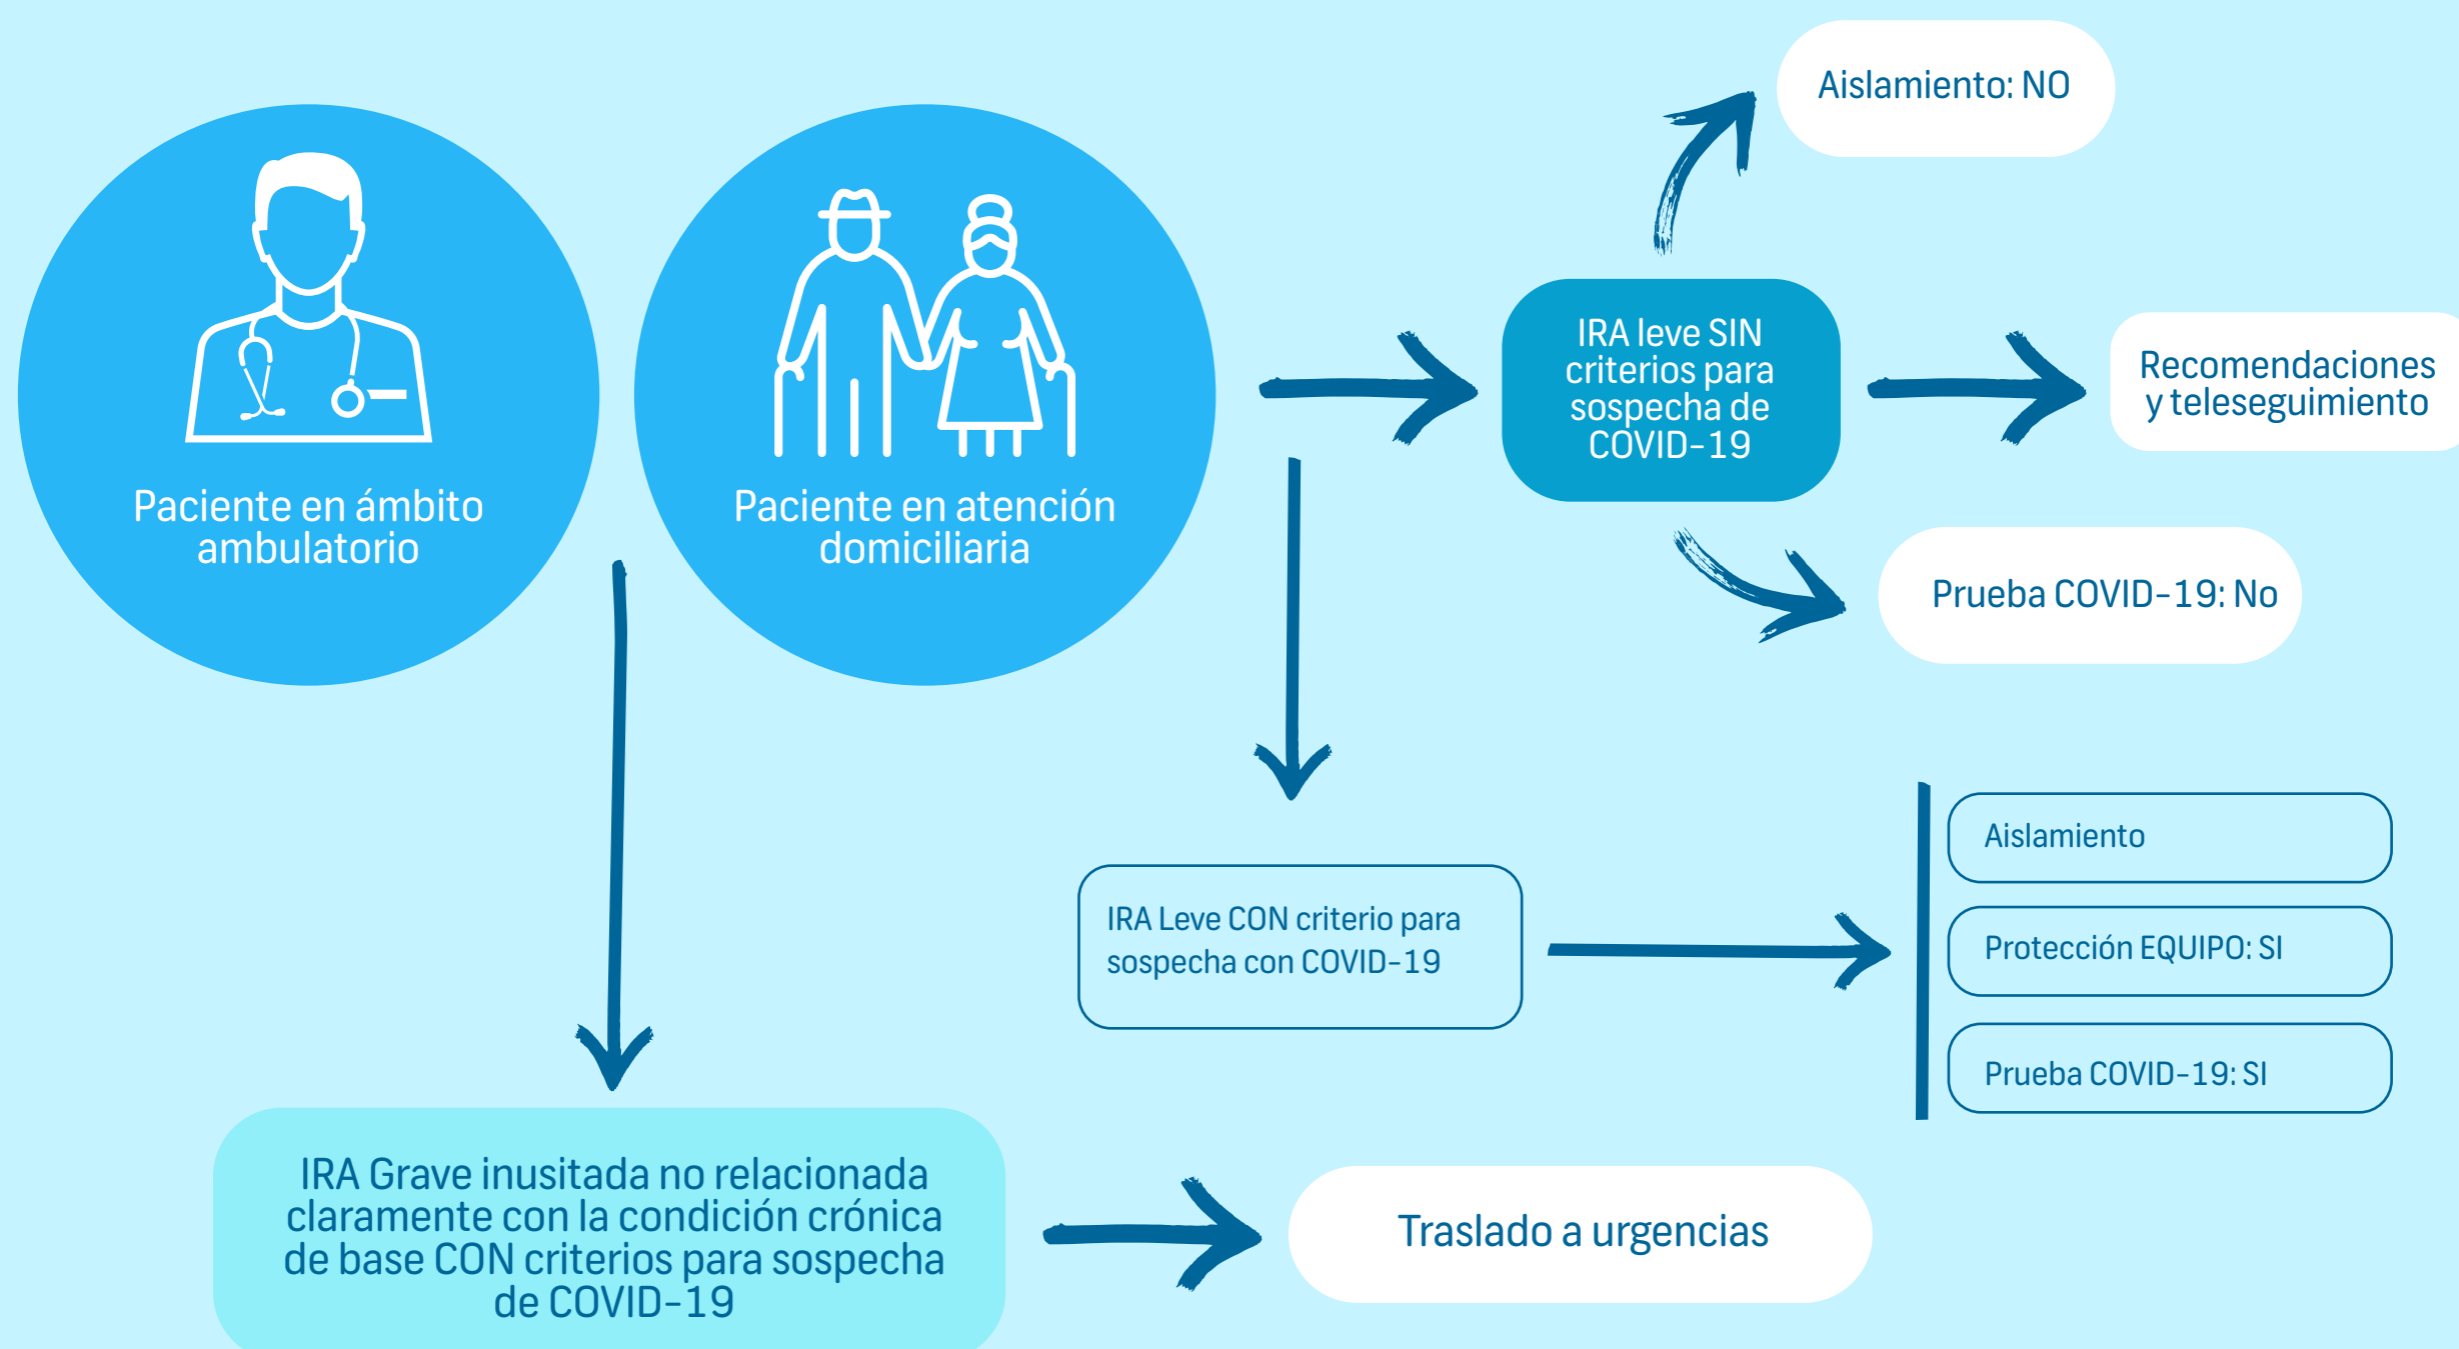 Aislamiento: NO
Paciente en ámbito
ambulatorio
Paciente en atención
domiciliaria
IRA leve SIN
criterios para
sospecha de
COVID-19
Recomendaciones
y teleseguimiento
Prueba COVID-19: No
IRA Leve CON criterio para
sospecha con COVID-19
Aislamiento
Protección EQUIPO: SI
Prueba COVID-19: SI
IRA Grave inusitada no relacionada
claramente con la condición crónica
de base CON criterios para sospecha
de COVID-19
Traslado a urgencias